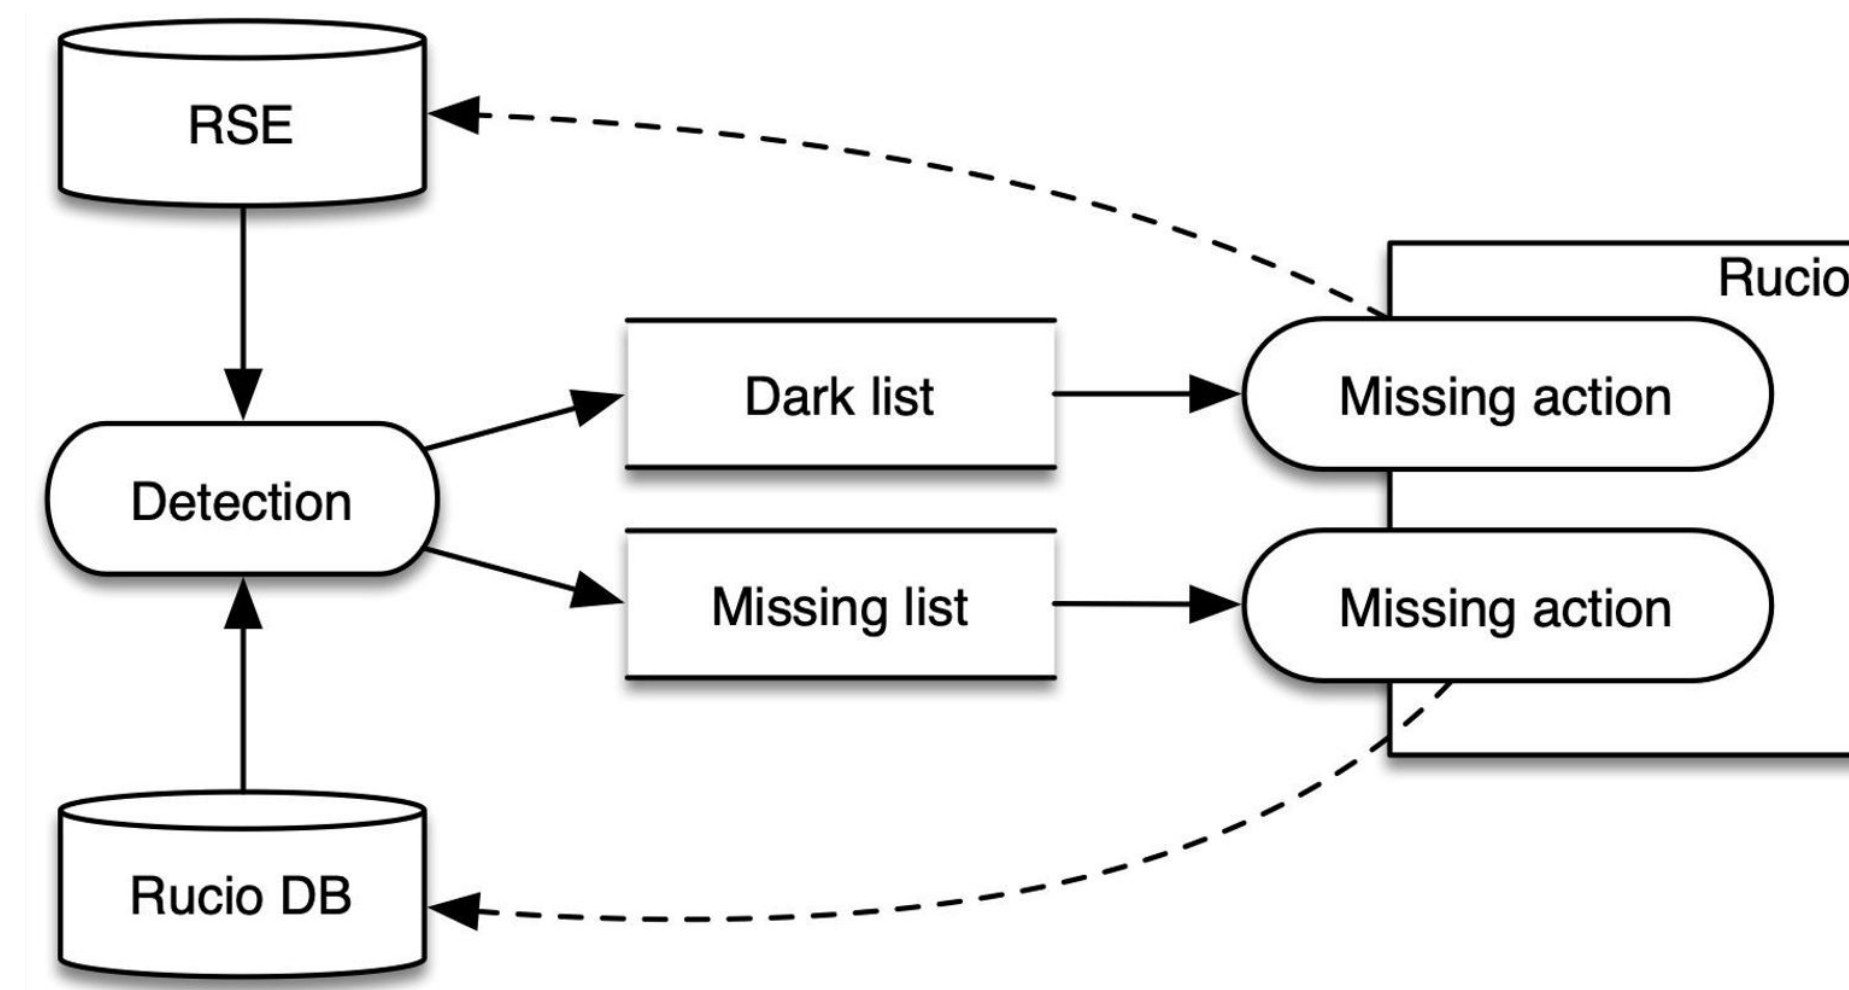 RSE
Rucio
Dark list
Missing action
Detection
Missing list
Missing action
Rucio DB